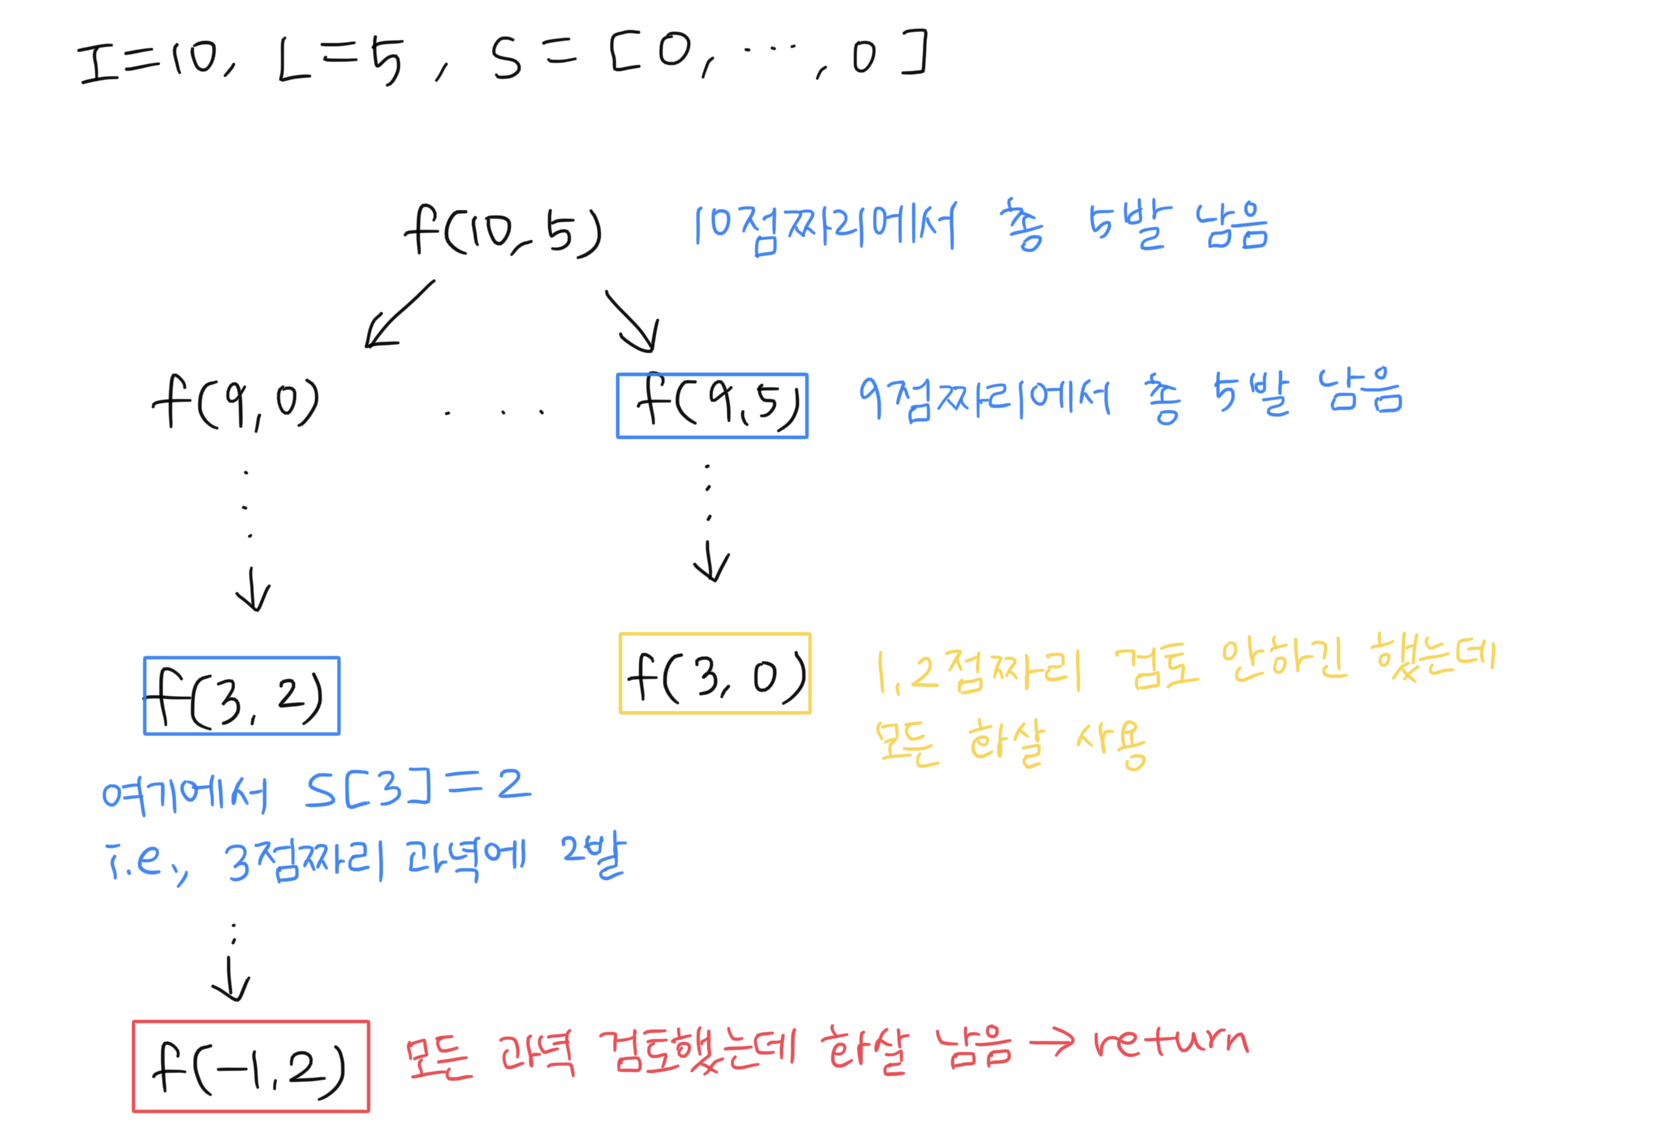 I=10, L=5, S=[0, ..., 0]
f(10, 5) 10점짜리에서 총 5발 남음
f(9,0) ... f(9,5) 9점짜리에서 총 5발 남음
f(3, 2)
f(3, 0) 1,2점짜리 검토 안하긴 했는데
모든 화살 사용
여기에서 S[3]=2
i.e., 3점짜리 과녁에 2발
f(-1,2) 모든 과녁 검토했는데 화살 남음 → return